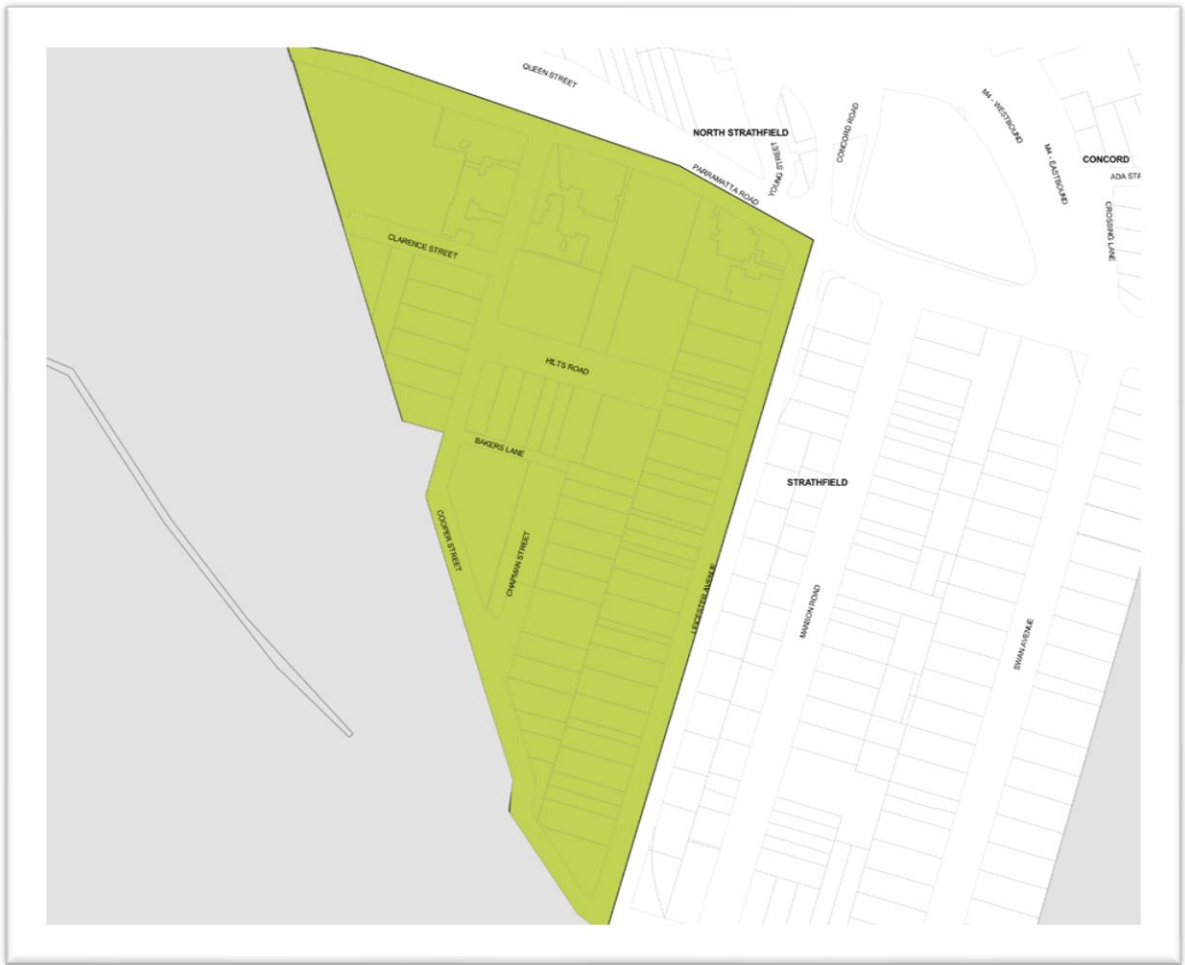 QUEEN STREET
M4 - WESTBOUND
CONCORD ROAD
NORTH STRATHFIELD
YOUNG STREET
M4 - EASTBOUND
CONCORD
PARRAMATTA ROAD
ADA STR
CROSSING LANE
CLARENCE STREET
HILTS ROAD
BAKERS LANE
STRATHFIELD
COOPER STREET
CHAPMAN STREET
LEICESTER AVENUE
MANSON ROAD
SWAN AVENUE